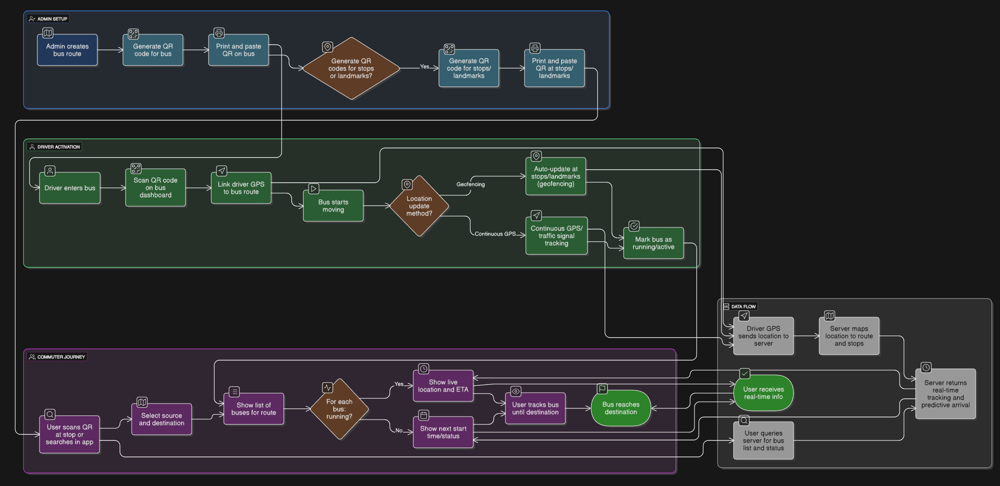 ADMIN SETUP
Admin creates
bus route
Generate QR
code for bus
Print and paste
QR on bus
Generate QR
codes for stops
or landmarks?
Yes
Generate QR
code for stops/
landmarks
Print and paste
QR at stops/
landmarks
DRIVER ACTIVATION
Driver enters bus
Scan QR code
on bus
dashboard
Link driver GPS
to bus route
Bus starts
moving
Location
update
method?
Geofencing
Continuous GPS
Auto-update at
stops/landmarks
(geofencing)
Continuous GPS/
traffic signal
tracking
Mark bus as
running/active
COMMUTER JOURNEY
User scans QR
at stop or
searches in app
Select source
and destination
Show list of
buses for route
For each
bus:
running?
Yes
No
Show live
location and ETA
Show next start
time/status
User tracks bus
until destination
Bus reaches
destination
DATA FLOW
Driver GPS
sends location to
server
Server maps
location to route
and stops
User receives
real-time info
User queries
server for bus
list and status
Server returns
real-time
tracking and
predictive arrival